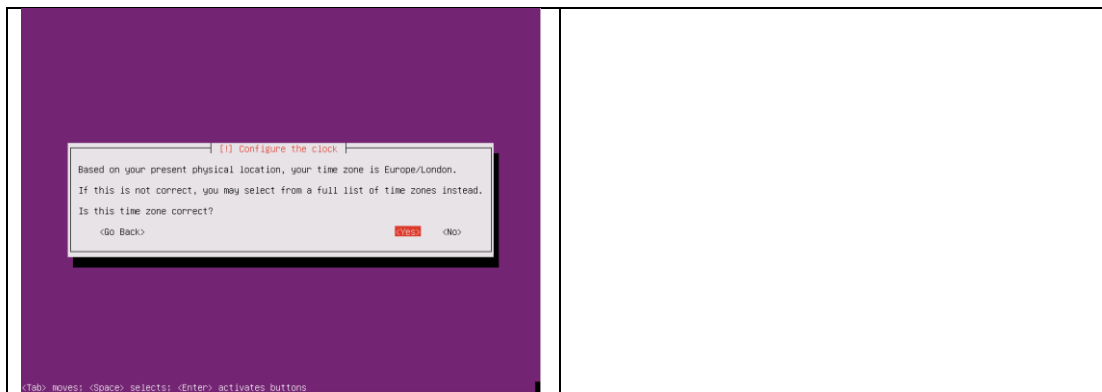 [!] Configure the clock
Based on your present physical location, your time zone is Europe/London.
If this is not correct, you may select from a full list of time zones instead.
Is this time zone correct?
<Go Back> <Yes> <No>
<Tab> moves; <Space> selects; <Enter> activates buttons